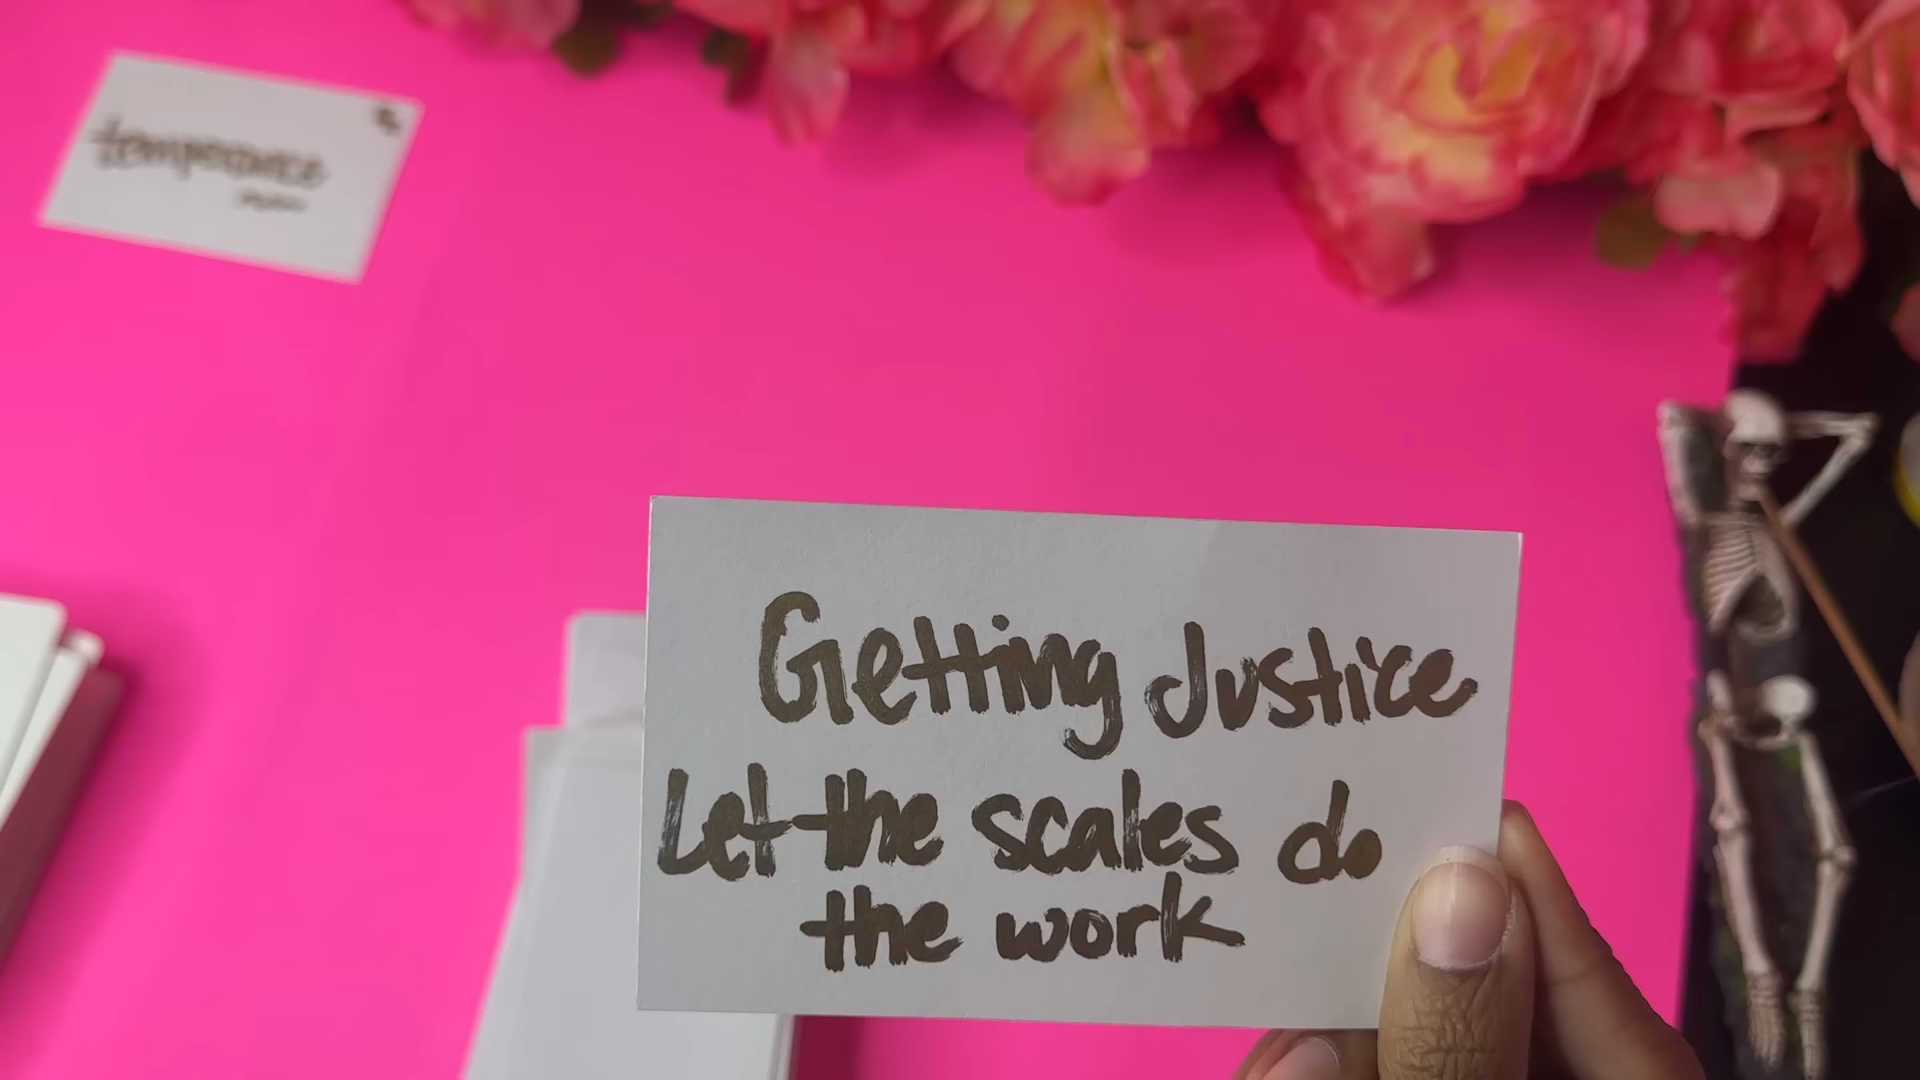 temperance
Getting Justice
Let the scales do
the work